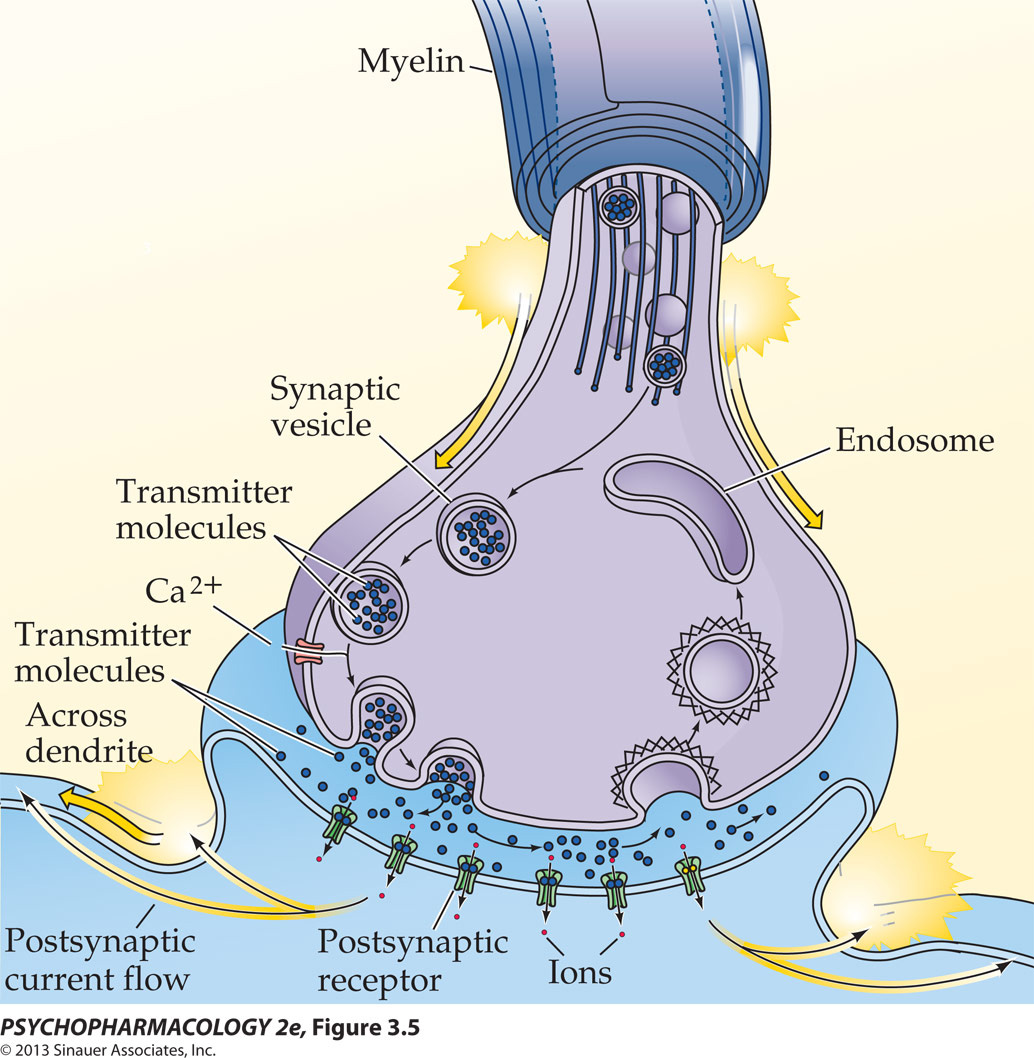 Myelin
Synaptic
vesicle
Endosome
Transmitter
molecules
Ca2+
Transmitter
molecules
Across
dendrite
Postsynaptic
current flow
Postsynaptic
receptor
Ions
PSYCHOPHARMACOLOGY 2e, Figure 3.5
© 2013 Sinauer Associates, Inc.